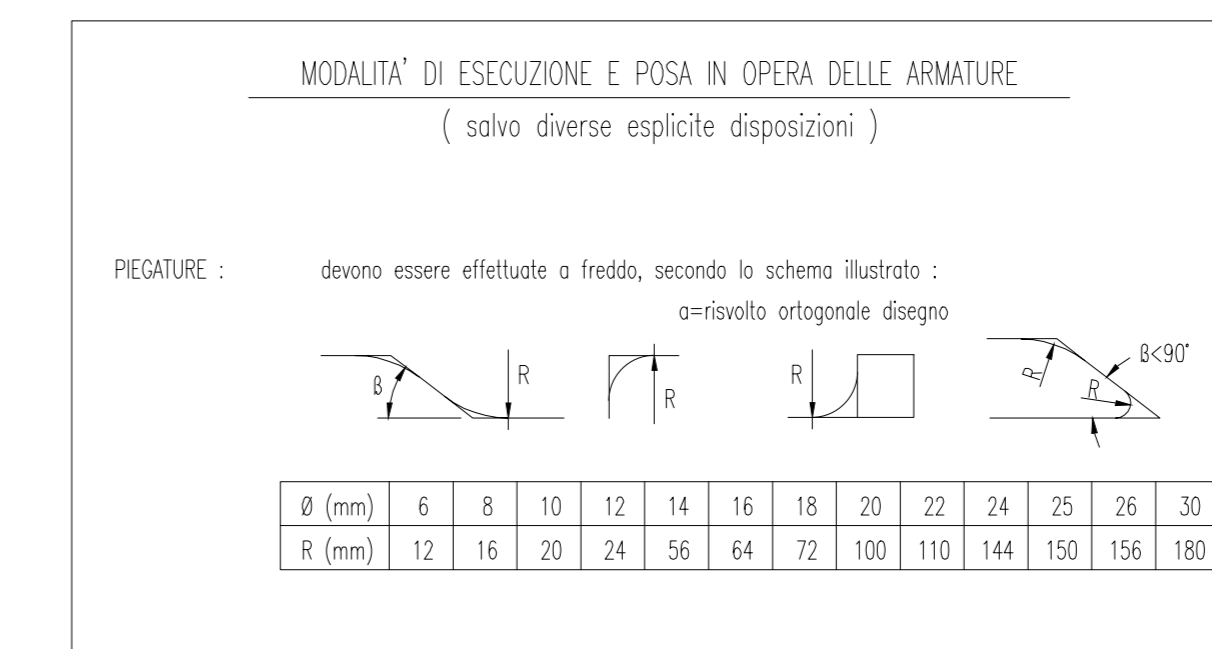 MODALITA' DI ESECUZIONE E POSA IN OPERA DELLE ARMATURE
( salvo diverse esplicite disposizioni )
PIEGATURE : devono essere effettuate a freddo, secondo lo schema illustrato :
a=risvolto ortogonale disegno
ß R R R R R ß<90°
Ø (mm) 6 8 10 12 14 16 18 20 22 24 25 26 30
R (mm) 12 16 20 24 56 64 72 100 110 144 150 156 180